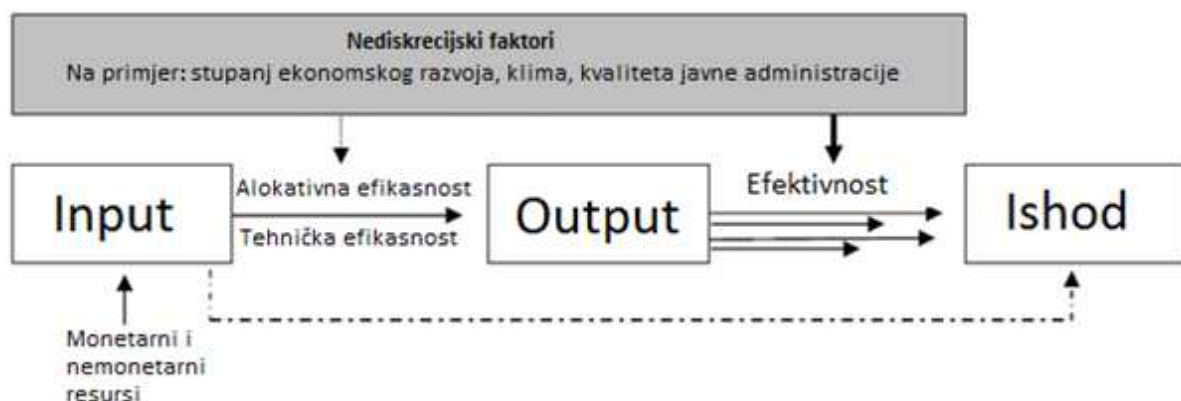 Nediskrecijski faktori
Na primjer: stupanj ekonomskog razvoja, klima, kvaliteta javne administracije
Input
Alokativna efikasnost
Tehnička efikasnost
Output
Efektivnost
Ishod
Monetarni i
nemonetarni
resursi